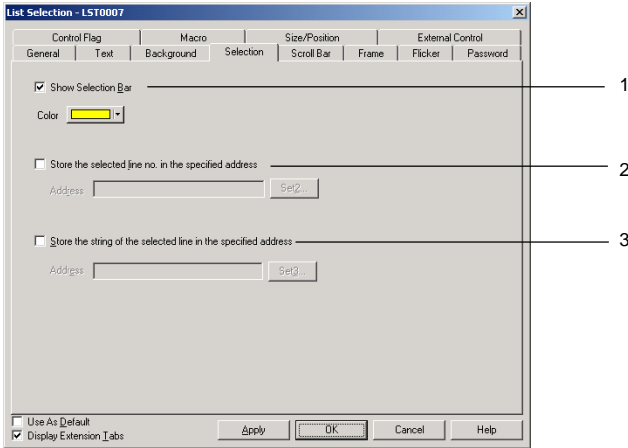 List Selection - LST0007
Control Flag Macro Size/Position External Control
General Text Background Selection Scroll Bar Frame Flicker Password
Show Selection Bar 1
Color
Store the selected line no. in the specified address 2
Address Set2...
Store the string of the selected line in the specified address 3
Address Set3...
Use As Default
Display Extension Tabs
Apply OK Cancel Help